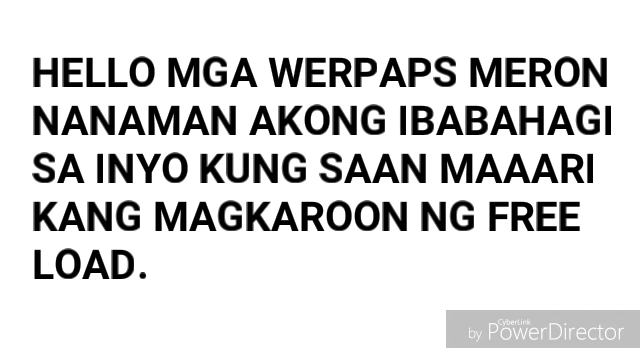 HELLO MGA WERPAPS MERON
NANAMAN AKONG IBABAHAGI
SA INYO KUNG SAAN MAAARI
KANG MAGKAROON NG FREE
LOAD.
CyberLink
by PowerDirector